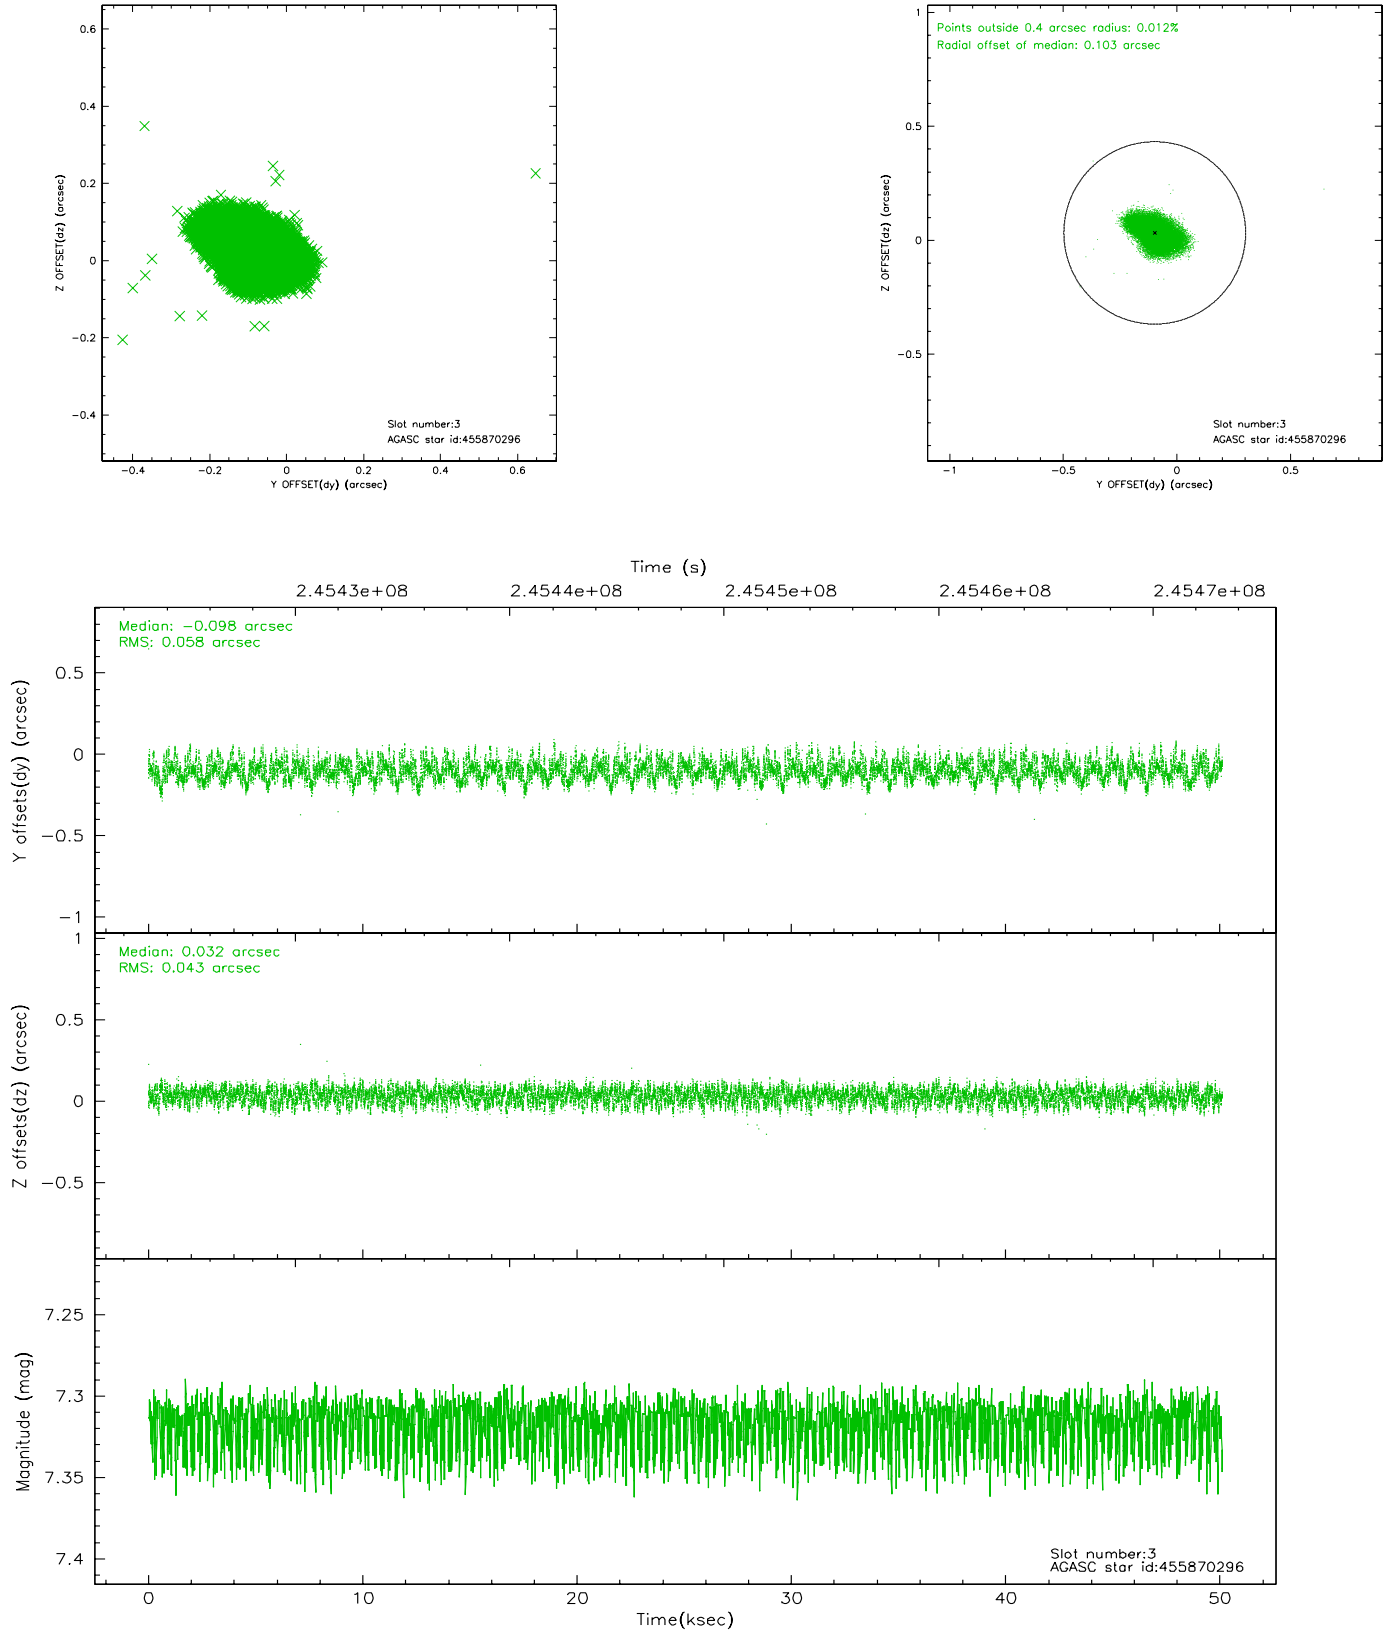 0.6
0.4
0.2
0
−0.2
−0.4
Z OFFSET(dz) (arcsec)
Slot number:3
AGASC star id:455870296
−0.4 −0.2 0 0.2 0.4 0.6
Y OFFSET(dy) (arcsec)
1
0.5
0
−0.5
Z OFFSET(dz) (arcsec)
Points outside 0.4 arcsec radius: 0.012%
Radial offset of median: 0.103 arcsec
Slot number:3
AGASC star id:455870296
−1 −0.5 0 0.5
Y OFFSET(dy) (arcsec)
Time (s)
2.4543e+08 2.4544e+08 2.4545e+08 2.4546e+08 2.4547e+08
Median: −0.098 arcsec
RMS: 0.058 arcsec
0.5
0
−0.5
−1
Y offsets(dy) (arcsec)
Median: 0.032 arcsec
RMS: 0.043 arcsec
1
0.5
0
−0.5
Z offsets(dz) (arcsec)
7.25
7.3
7.35
7.4
Magnitude (mag)
Slot number:3
AGASC star id:455870296
0 10 20 30 40 50
Time(ksec)